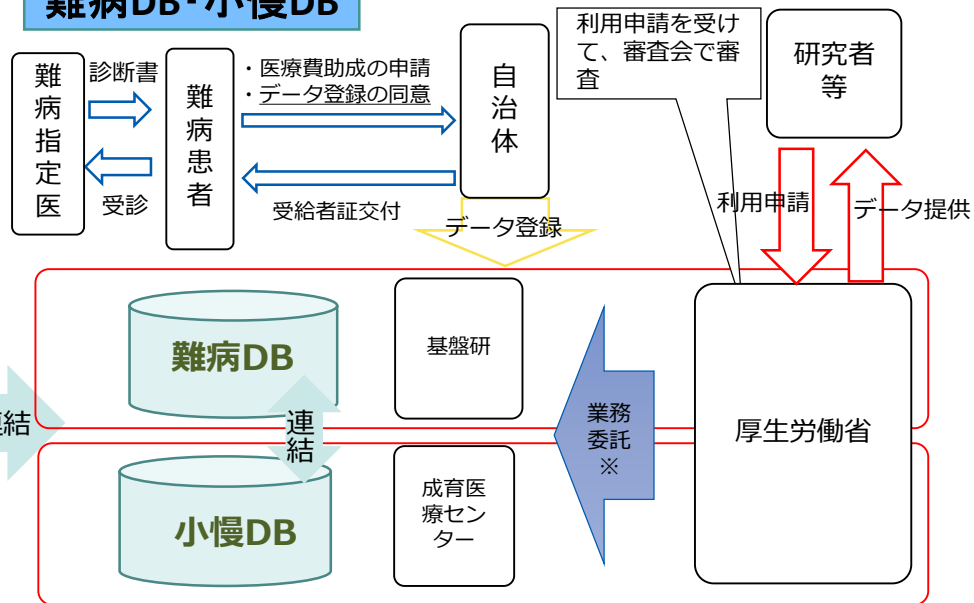 難病DB・小慢DB
難
病
指
定
医
診断書
受診
難
病
患
者
・医療費助成の申請
・データ登録の同意
受給者証交付
自
治
体
データ登録
利用申請を受け
て、審査会で審
査
研究者
等
利用申請
データ提供
難病DB
基盤研
連結
連
結
業務
委託
※
厚生労働省
小慢DB
成育医
療セン
ター